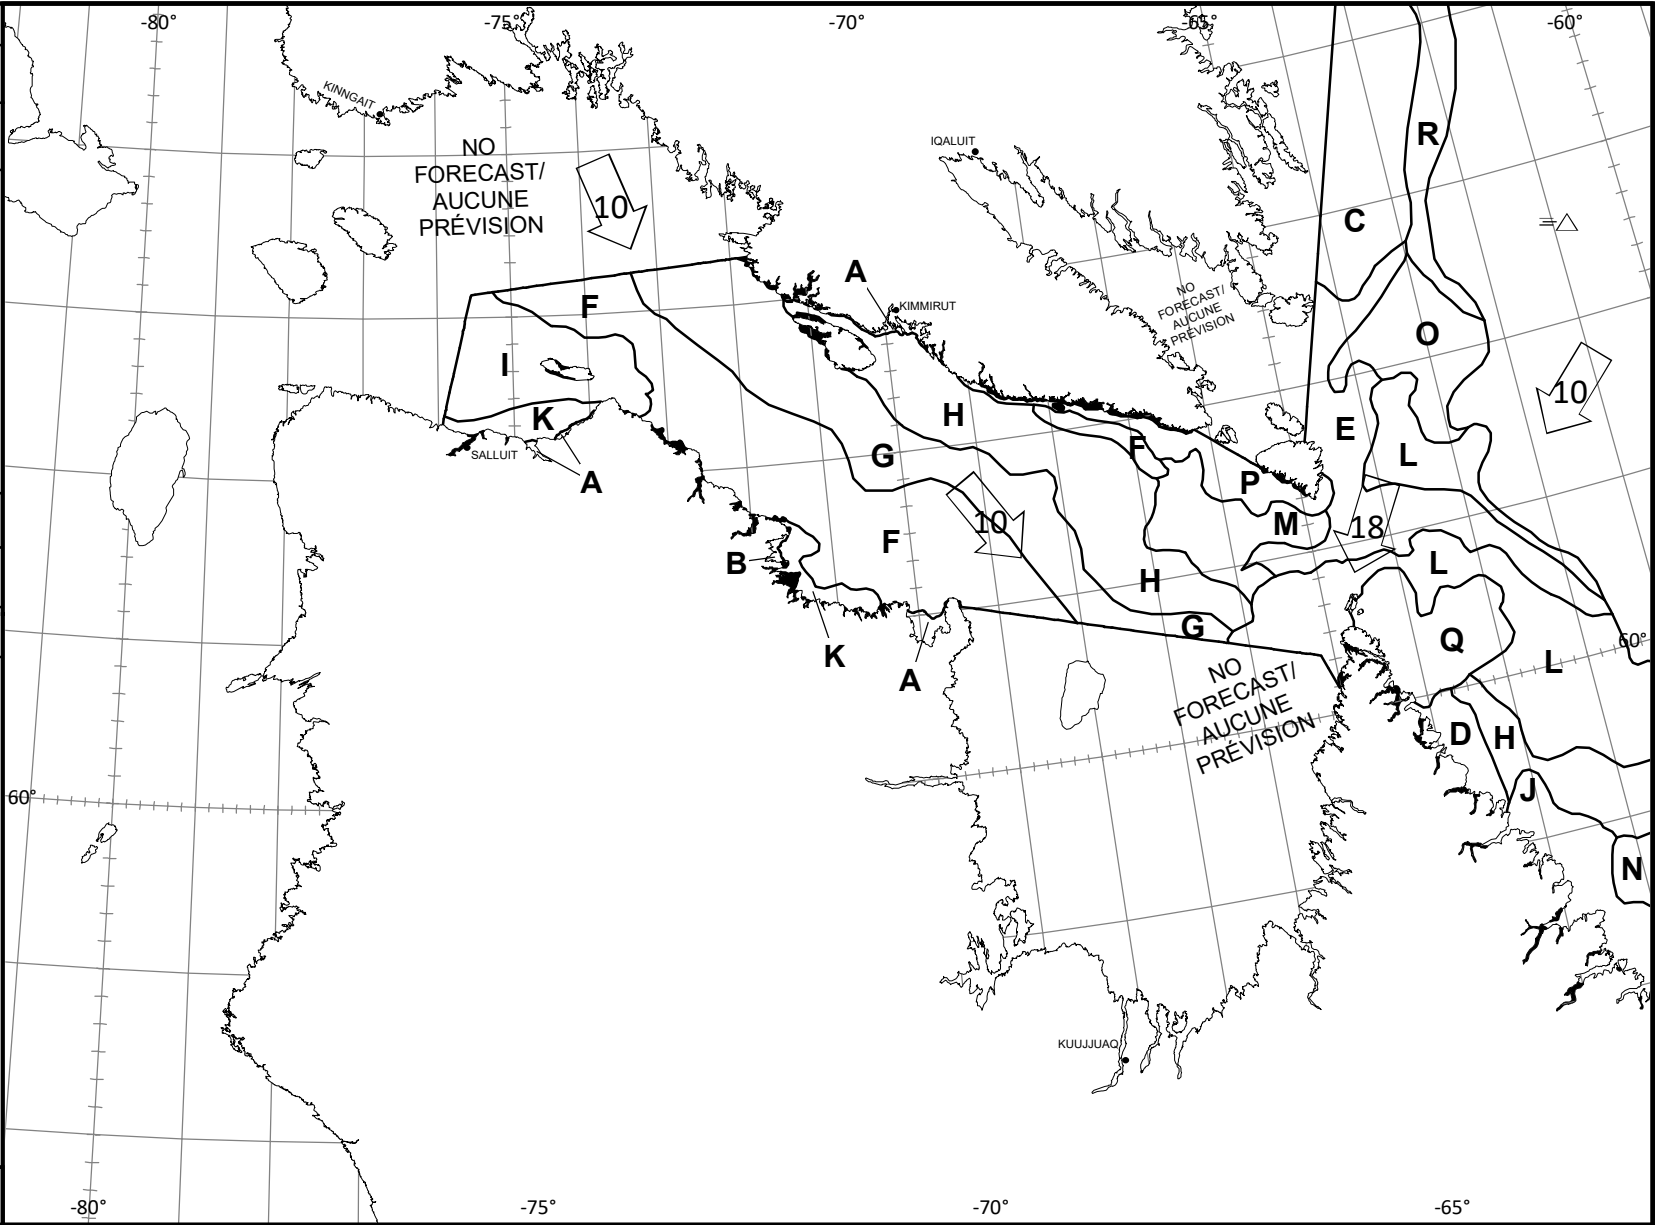 -80°
-75°
-70°
-65°
-60°
KINNGAIT
NO
FORECAST/
AUCUNE
PRÉVISION
10
IQALUIT
R
C
A
KIMMIRUT
NO
FORECAST/
AUCUNE
PRÉVISION
F
I
O
10
K
H
E
SALLUIT
A
G
F
P
L
10
M
18
F
B
H
L
K
G
Q
60°
A
L
NO
FORECAST/
AUCUNE
PRÉVISION
D
H
60°
J
N
KUUJJUAQ
-80°
-75°
-70°
-65°